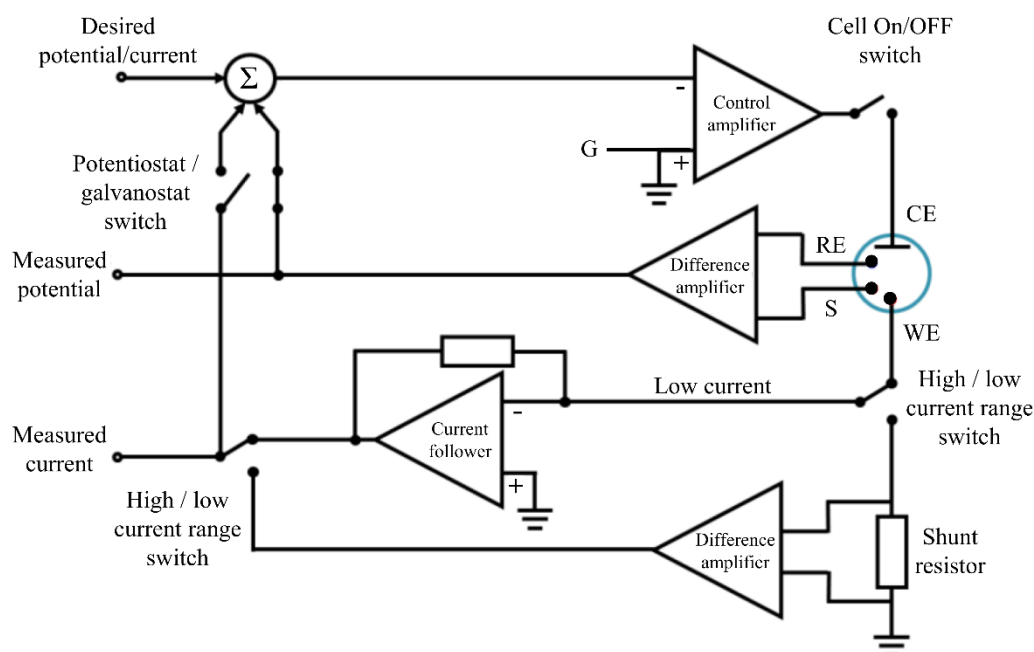 Desired
potential/current
Σ
Cell On/OFF
switch
-
Control
amplifier
G
+
Potentiostat /
galvanostat
switch
CE
RE
Measured
potential
Difference
amplifier
S
WE
Low current
High / low
current range
switch
-
Measured
current
Current
follower
+
High / low
current range
switch
Difference
amplifier
Shunt
resistor